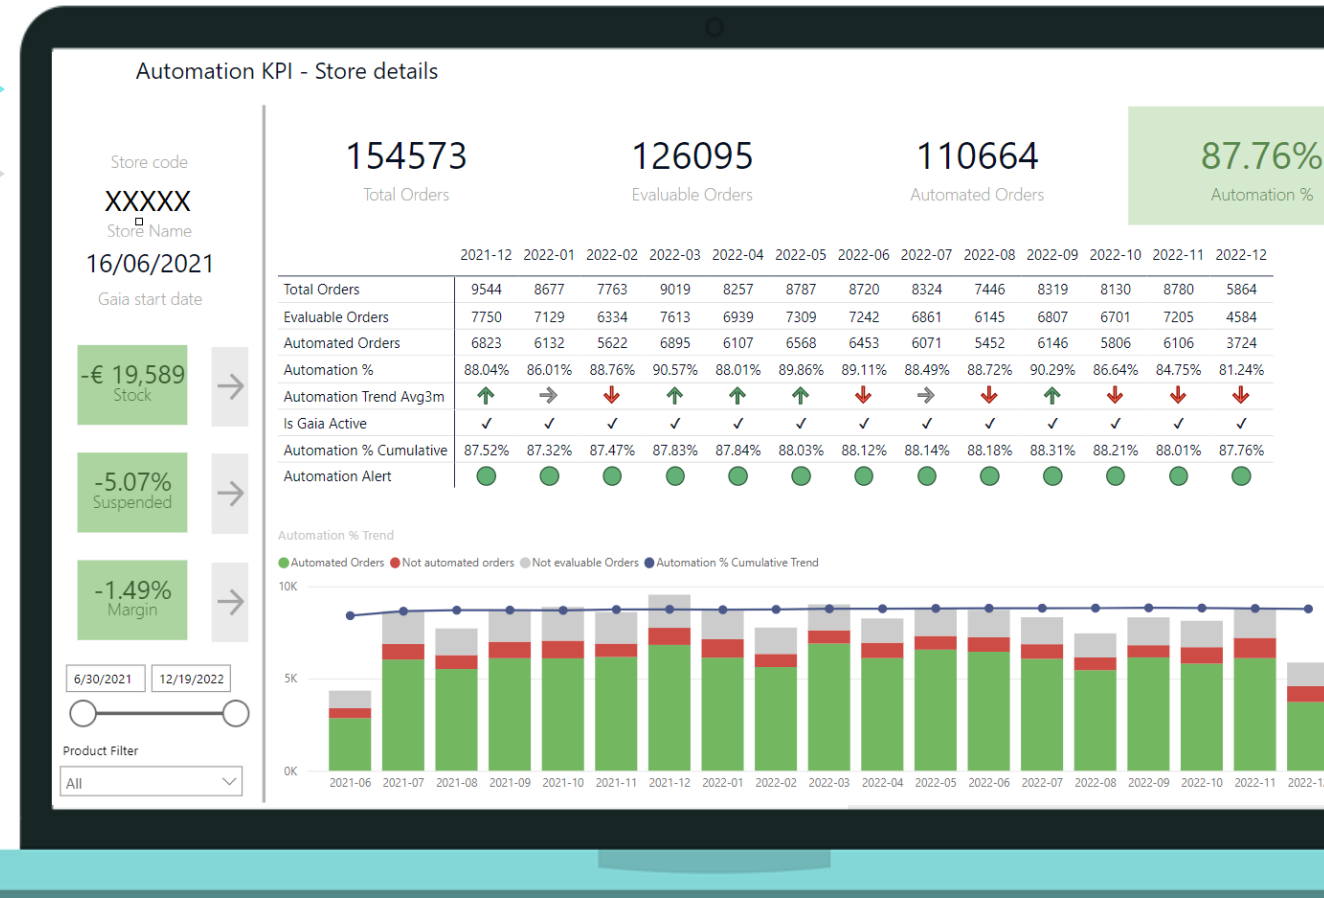 Automation KPI - Store details
Store code
XXXXX
Store Name
16/06/2021
Gaia start date
-€ 19,589
Stock
-5.07%
Suspended
-1.49%
Margin
6/30/2021 12/19/2022
Product Filter
All
154573 126095 110664 87.76%
Total Orders Evaluable Orders Automated Orders Automation %
2021-12 2022-01 2022-02 2022-03 2022-04 2022-05 2022-06 2022-07 2022-08 2022-09 2022-10 2022-11 2022-12
Total Orders 9544 8677 7763 9019 8257 8787 8720 8324 7446 8319 8130 8780 5864
Evaluable Orders 7750 7129 6334 7613 6939 7309 7242 6861 6145 6807 6701 7205 4584
Automated Orders 6823 6132 5622 6895 6107 6568 6453 6071 5452 6146 5806 6106 3724
Automation % 88.04% 86.01% 88.76% 90.57% 88.01% 89.86% 89.11% 88.49% 88.72% 90.29% 86.64% 84.75% 81.24%
Automation Trend Avg3m
Is Gaia Active ✓ ✓ ✓ ✓ ✓ ✓ ✓ ✓ ✓ ✓ ✓ ✓ ✓
Automation % Cumulative 87.52% 87.32% 87.47% 87.83% 87.84% 88.03% 88.12% 88.14% 88.18% 88.31% 88.21% 88.01% 87.76%
Automation Alert
Automation % Trend
Automated Orders Not automated orders Not evaluable Orders Automation % Cumulative Trend
10K
5K
0K
2021-06 2021-07 2021-08 2021-09 2021-10 2021-11 2021-12 2022-01 2022-02 2022-03 2022-04 2022-05 2022-06 2022-07 2022-08 2022-09 2022-10 2022-11